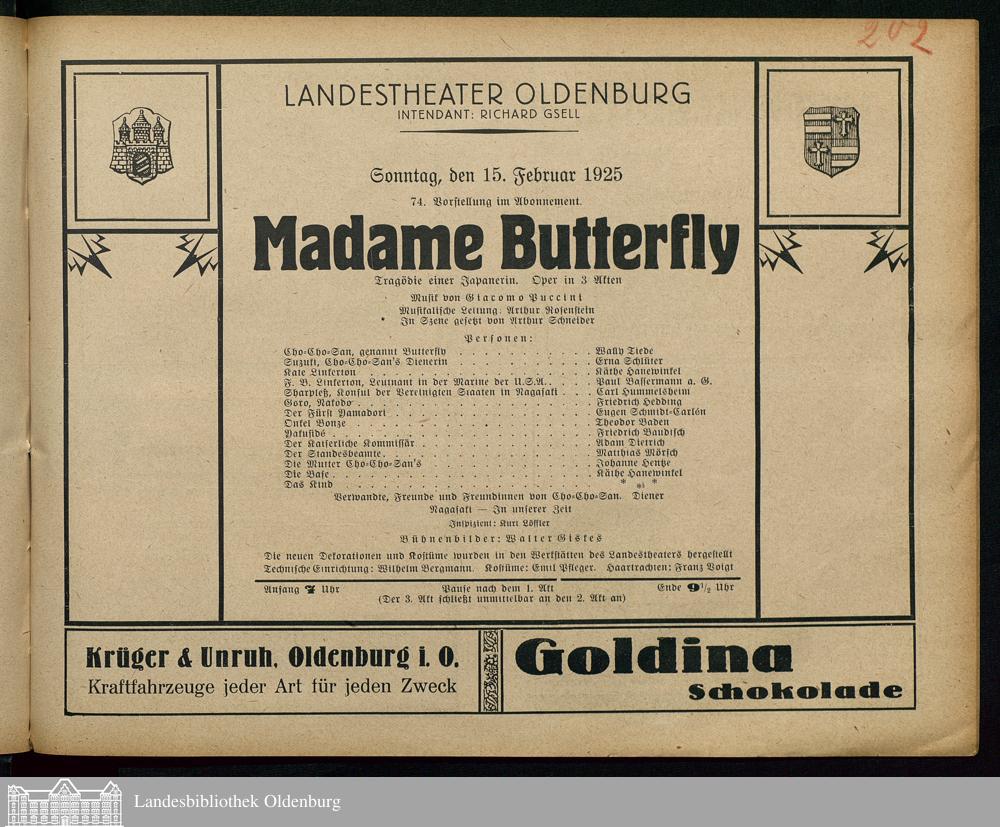 202
LANDESTHEATER OLDENBURG
INTENDANT: RICHARD GSELL
Sonntag, den 15. Februar 1925
74. Vorstellung im Abonnement.
Madame Butterfly
Tragödie einer Japanerin. Oper in 3 Akten
Musik von Giacomo Puccini
Musikalische Leitung: Arthur Rosenstein
* In Szene gesetzt von Arthur Schneider
Personen:
Cho-Cho-San, genannt Butterfly . . . . . . . . . . . Wally Tiede
Suzuki, Cho-Cho-San's Dienerin . . . . . . . . . . . Erna Schlüter
Kate Linkerton . . . . . . . . . . . . . . . . . Käthe Hanewinkel
F. B. Linkerton, Leutnant in der Marine der U.S.A. . . . . Paul Bassermann a. G.
Sharpleß, Konsul der Vereinigten Staaten in Nagasaki . . . Carl Hummelsheim
Goro, Nakodo . . . . . . . . . . . . . . . . . Friedrich Hedding
Der Fürst Yamadori . . . . . . . . . . . . . . . Eugen Schmidt-Carlén
Onkel Bonze . . . . . . . . . . . . . . . . . . Theodor Baden
Yakusidé . . . . . . . . . . . . . . . . . . . Friedrich Baudisch
Der Kaiserliche Kommissär . . . . . . . . . . . . . Adam Dietrich
Der Standesbeamte . . . . . . . . . . . . . . . . Matthias Mörsch
Die Mutter Cho-Cho-San's . . . . . . . . . . . . . Johanne Hentze
Die Base . . . . . . . . . . . . . . . . . . . Käthe Hanewinkel
Das Kind . . . . . . . . . . . . . . . . . . . * * *
Verwandte, Freunde und Freundinnen von Cho-Cho-San. Diener
Nagasaki — In unserer Zeit
Inspizient: Kurt Löffler
Bühnenbilder: Walter Giskes
Die neuen Dekorationen und Kostüme wurden in den Werkstätten des Landestheaters hergestellt
Technische Einrichtung: Wilhelm Bergmann. Kostüme: Emil Pfleger. Haartrachten: Franz Voigt
Anfang 7 Uhr Pause nach dem 1. Akt Ende 9 1/2 Uhr
(Der 3. Akt schließt unmittelbar an den 2. Akt an)
Krüger & Unruh, Oldenburg i. O.
Kraftfahrzeuge jeder Art für jeden Zweck
Goldina
Schokolade
Landesbibliothek Oldenburg